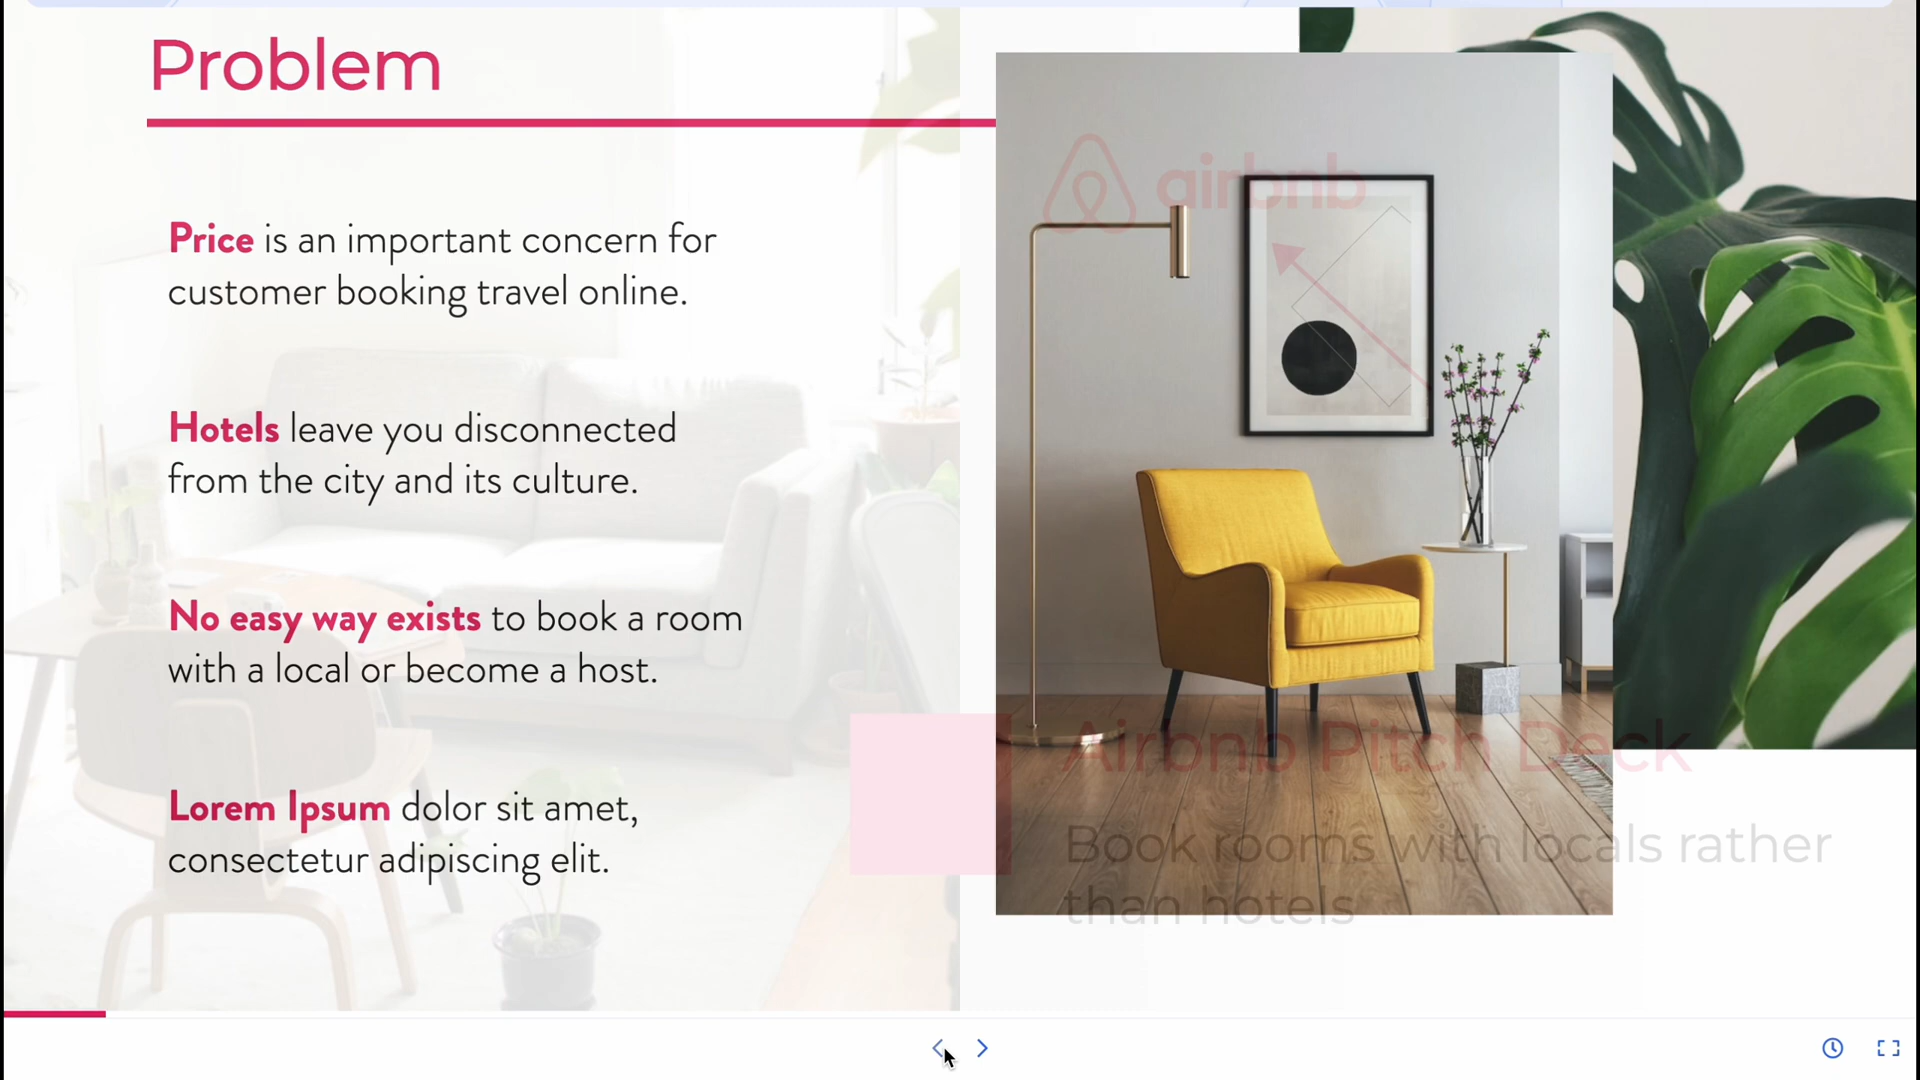 Problem
Price is an important concern for
customer booking travel online.
Hotels leave you disconnected
from the city and its culture.
No easy way exists to book a room
with a local or become a host.
Lorem Ipsum dolor sit amet,
consectetur adipiscing elit.
airbnb
Airbnb Pitch Deck
Book rooms with locals rather
than hotels